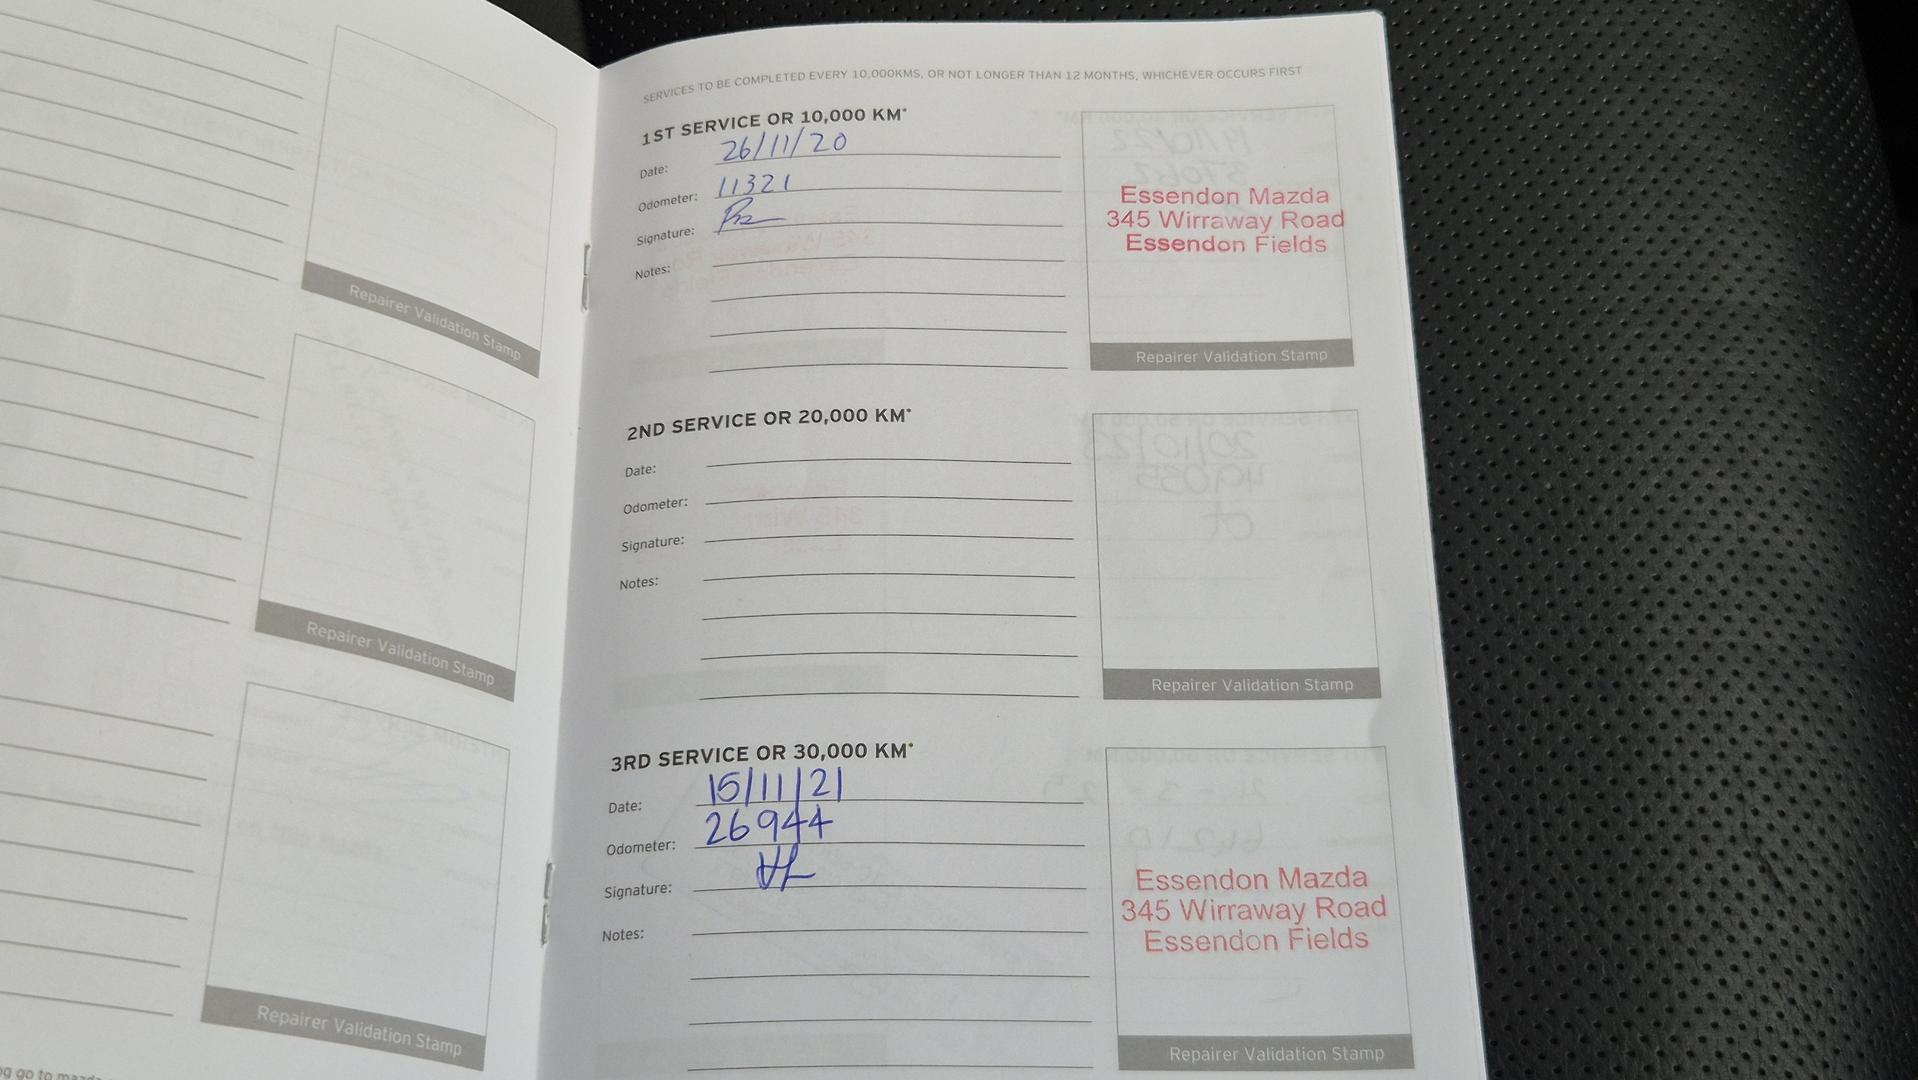 Repairer Validation Stamp
Repairer Validation Stamp
Repairer Validation Stamp
go to mazda
SERVICES TO BE COMPLETED EVERY 10,000KMS, OR NOT LONGER THAN 12 MONTHS, WHICHEVER OCCURS FIRST
1ST SERVICE OR 10,000 KM*
Date: 26/11/20
Odometer: 11321
Signature:
Notes:
Essendon Mazda
345 Wirraway Road
Essendon Fields
Repairer Validation Stamp
2ND SERVICE OR 20,000 KM*
Date:
Odometer:
Signature:
Notes:
Repairer Validation Stamp
3RD SERVICE OR 30,000 KM*
Date: 15/11/21
Odometer: 26944
Signature:
Notes:
Essendon Mazda
345 Wirraway Road
Essendon Fields
Repairer Validation Stamp